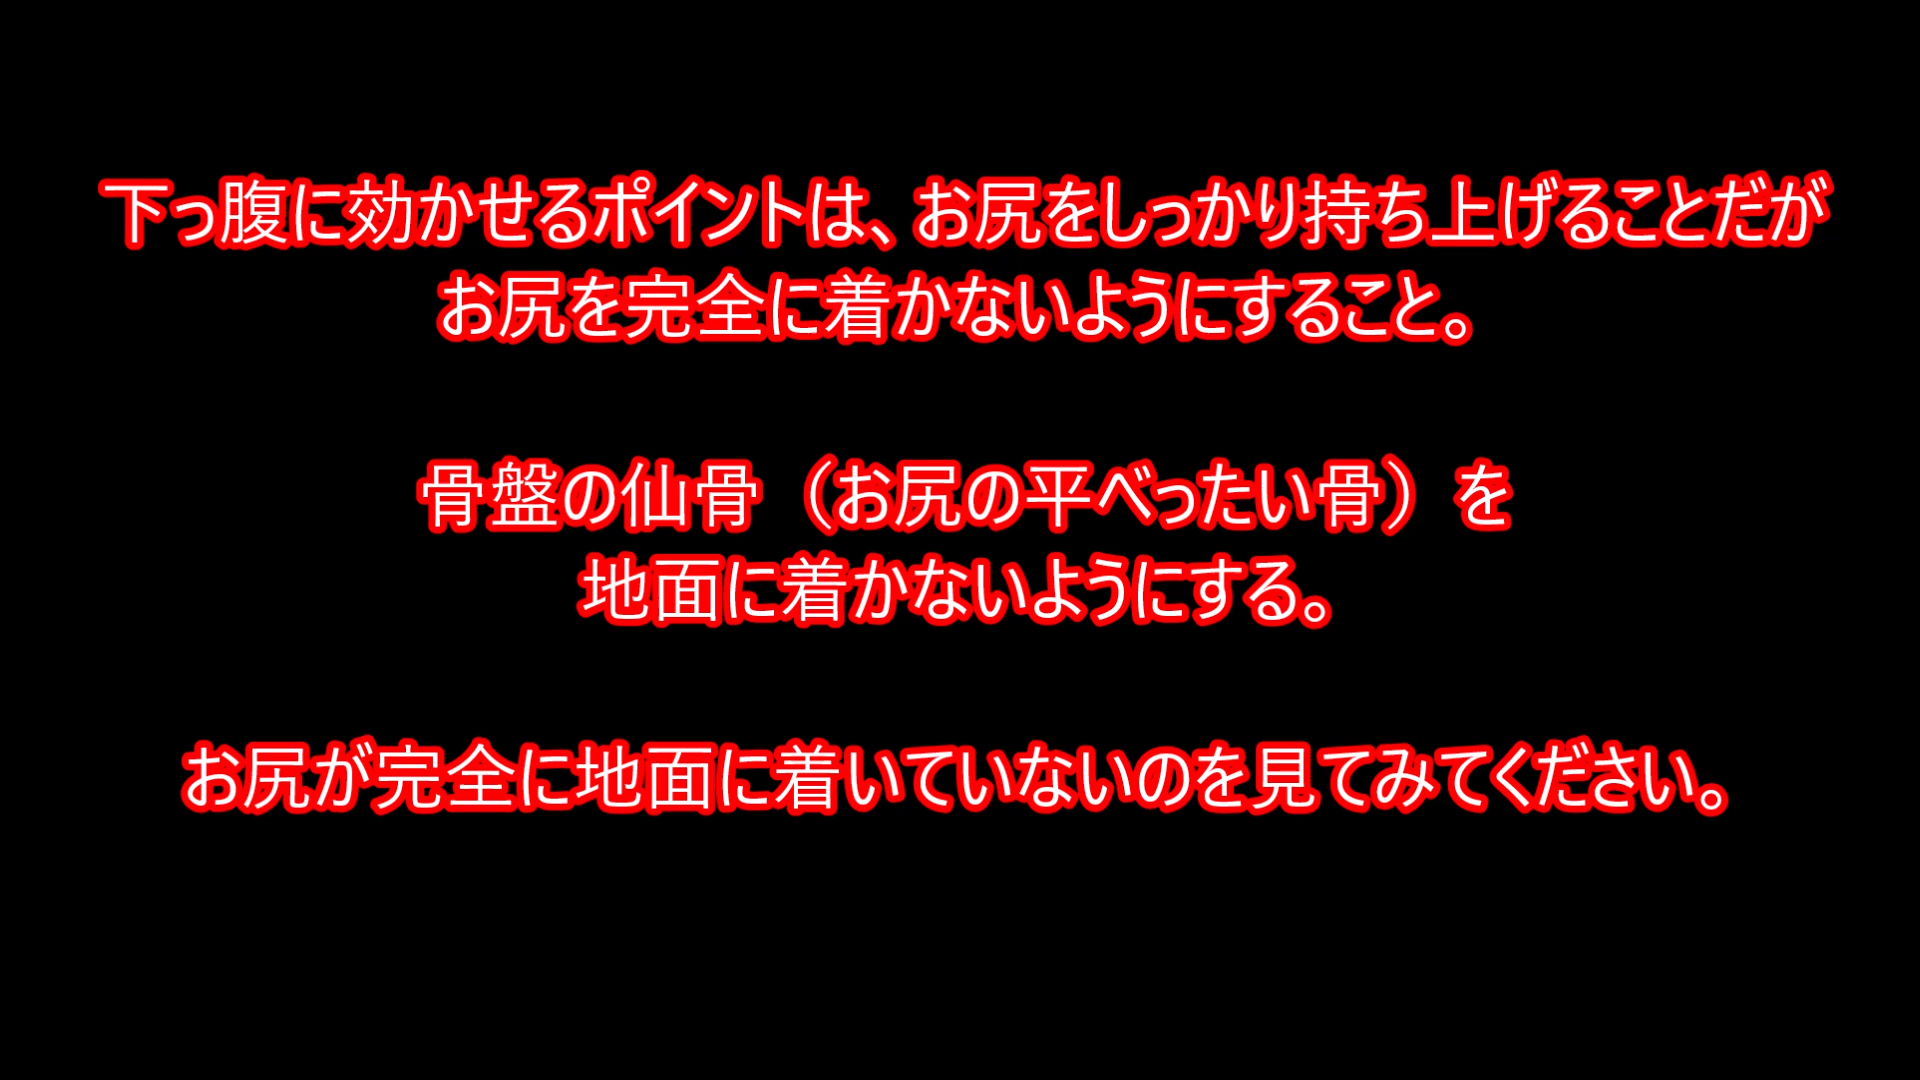 下っ腹に効かせるポイントは、お尻をしっかり持ち上げることだが
お尻を完全に着かないようにすること。
骨盤の仙骨（お尻の平べったい骨）を
地面に着かないようにする。
お尻が完全に地面に着いていないのを見てみてください。